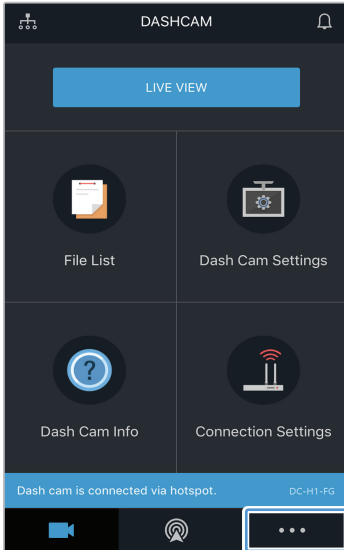 DASHCAM
LIVE VIEW
File List
Dash Cam Settings
?
Dash Cam Info
Connection Settings
Dash cam is connected via hotspot.
DC-H1-FG